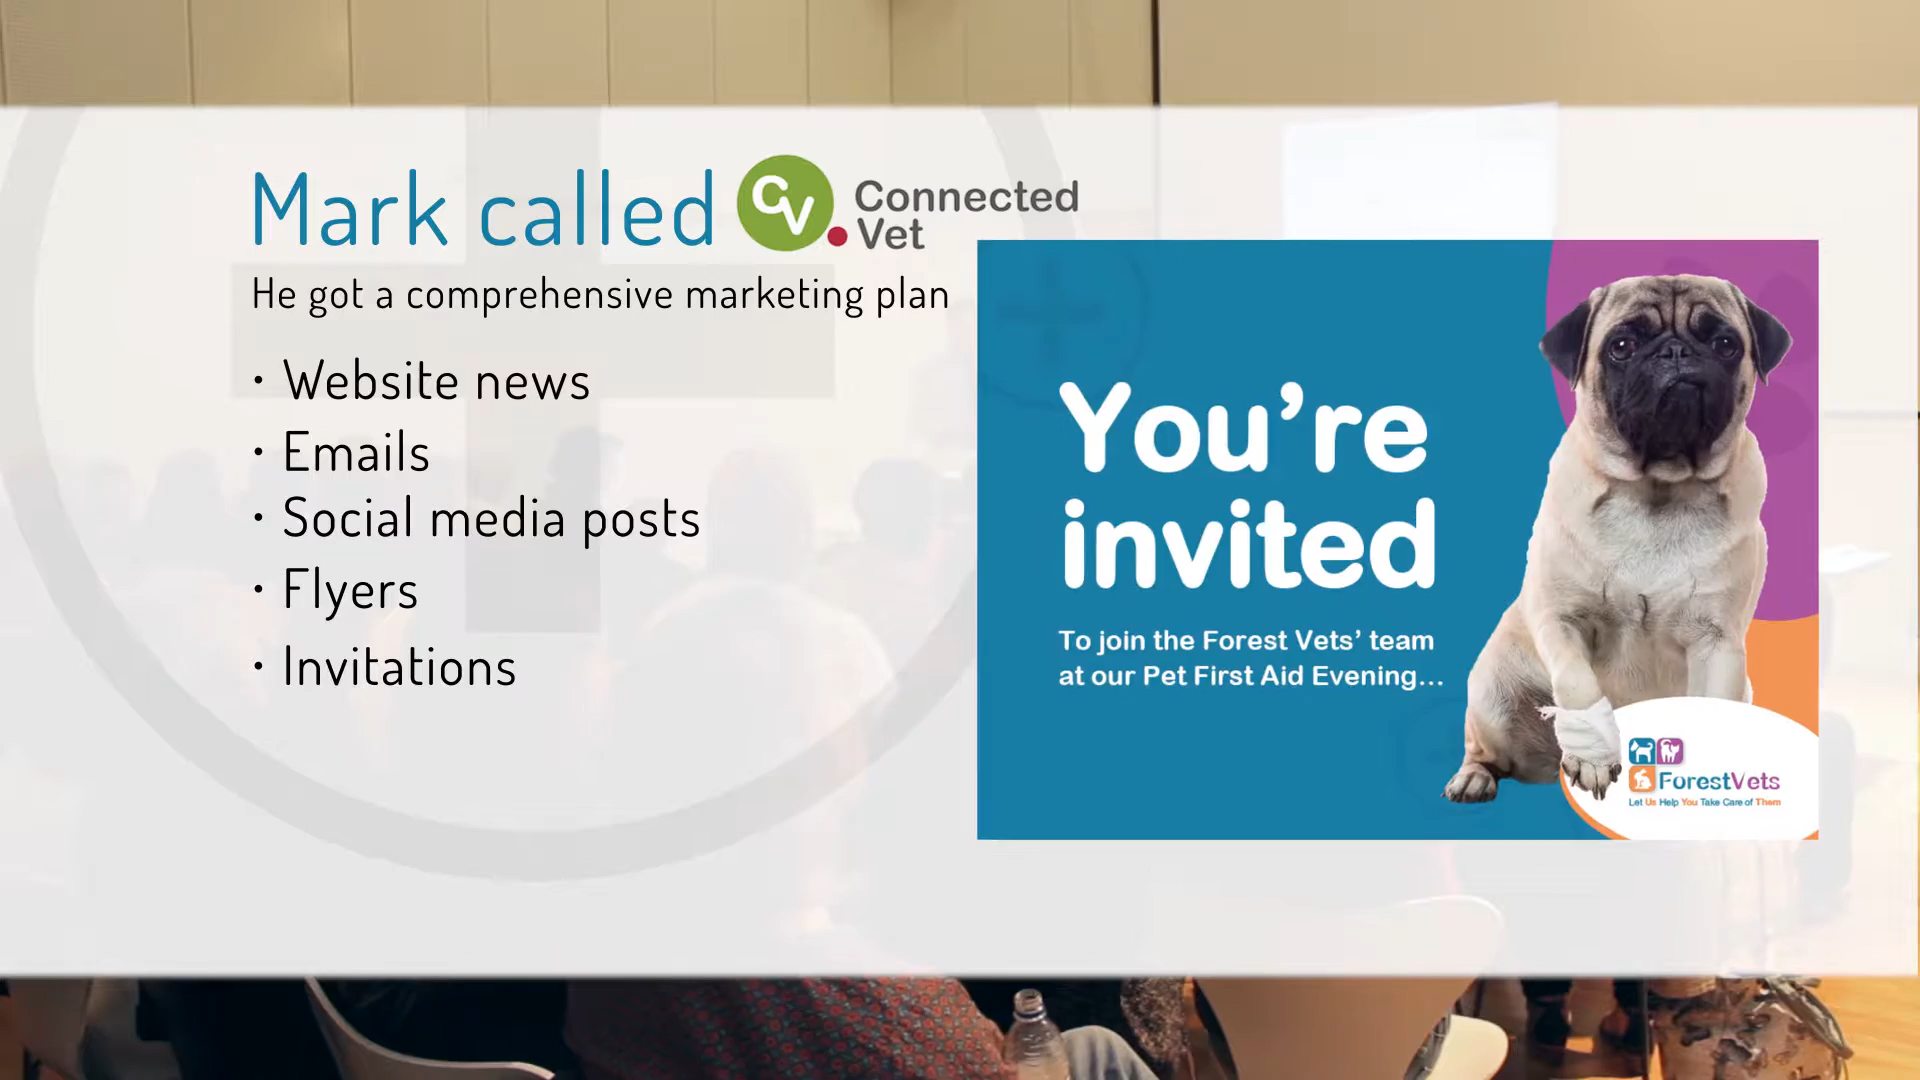 Mark called
CV. Connected
Vet
He got a comprehensive marketing plan
• Website news
• Emails
• Social media posts
• Flyers
• Invitations
You’re
invited
To join the Forest Vets’ team
at our Pet First Aid Evening...
ForestVets
Let Us Help You Take Care of Them